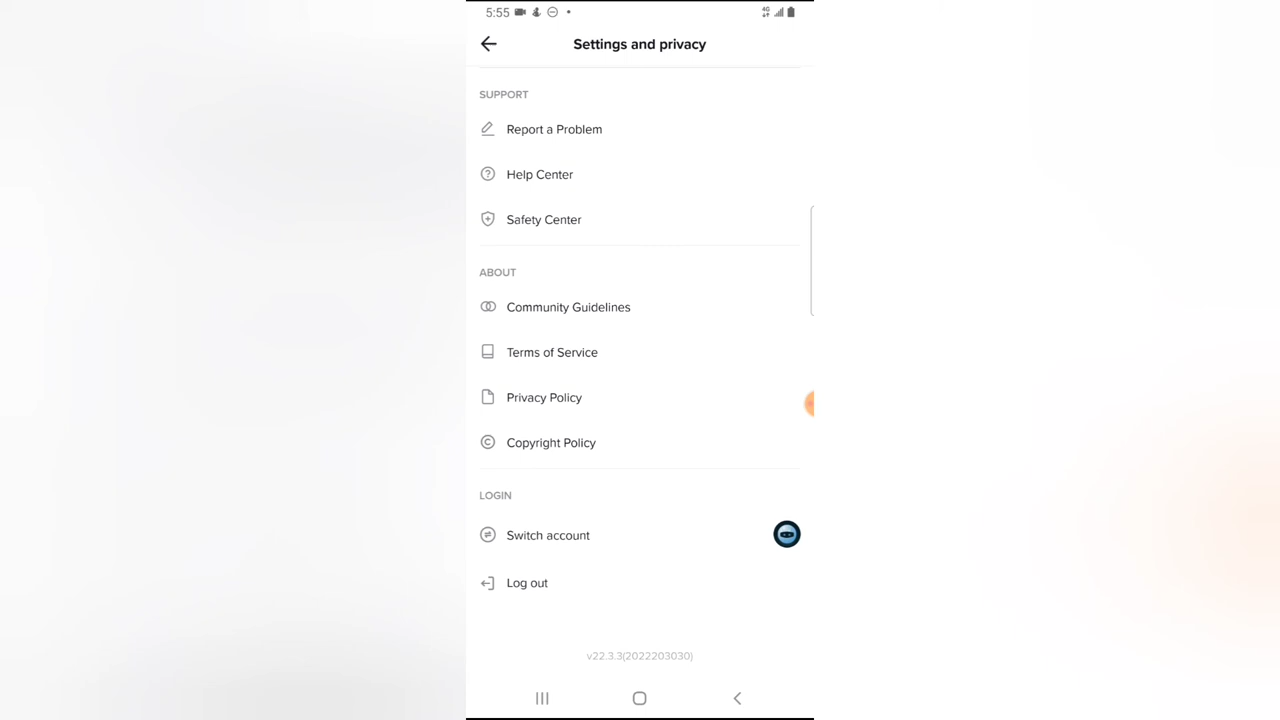 5:55
4G
Settings and privacy
SUPPORT
Report a Problem
Help Center
Safety Center
ABOUT
Community Guidelines
Terms of Service
Privacy Policy
Copyright Policy
LOGIN
Switch account
Log out
v22.3.3(2022203030)